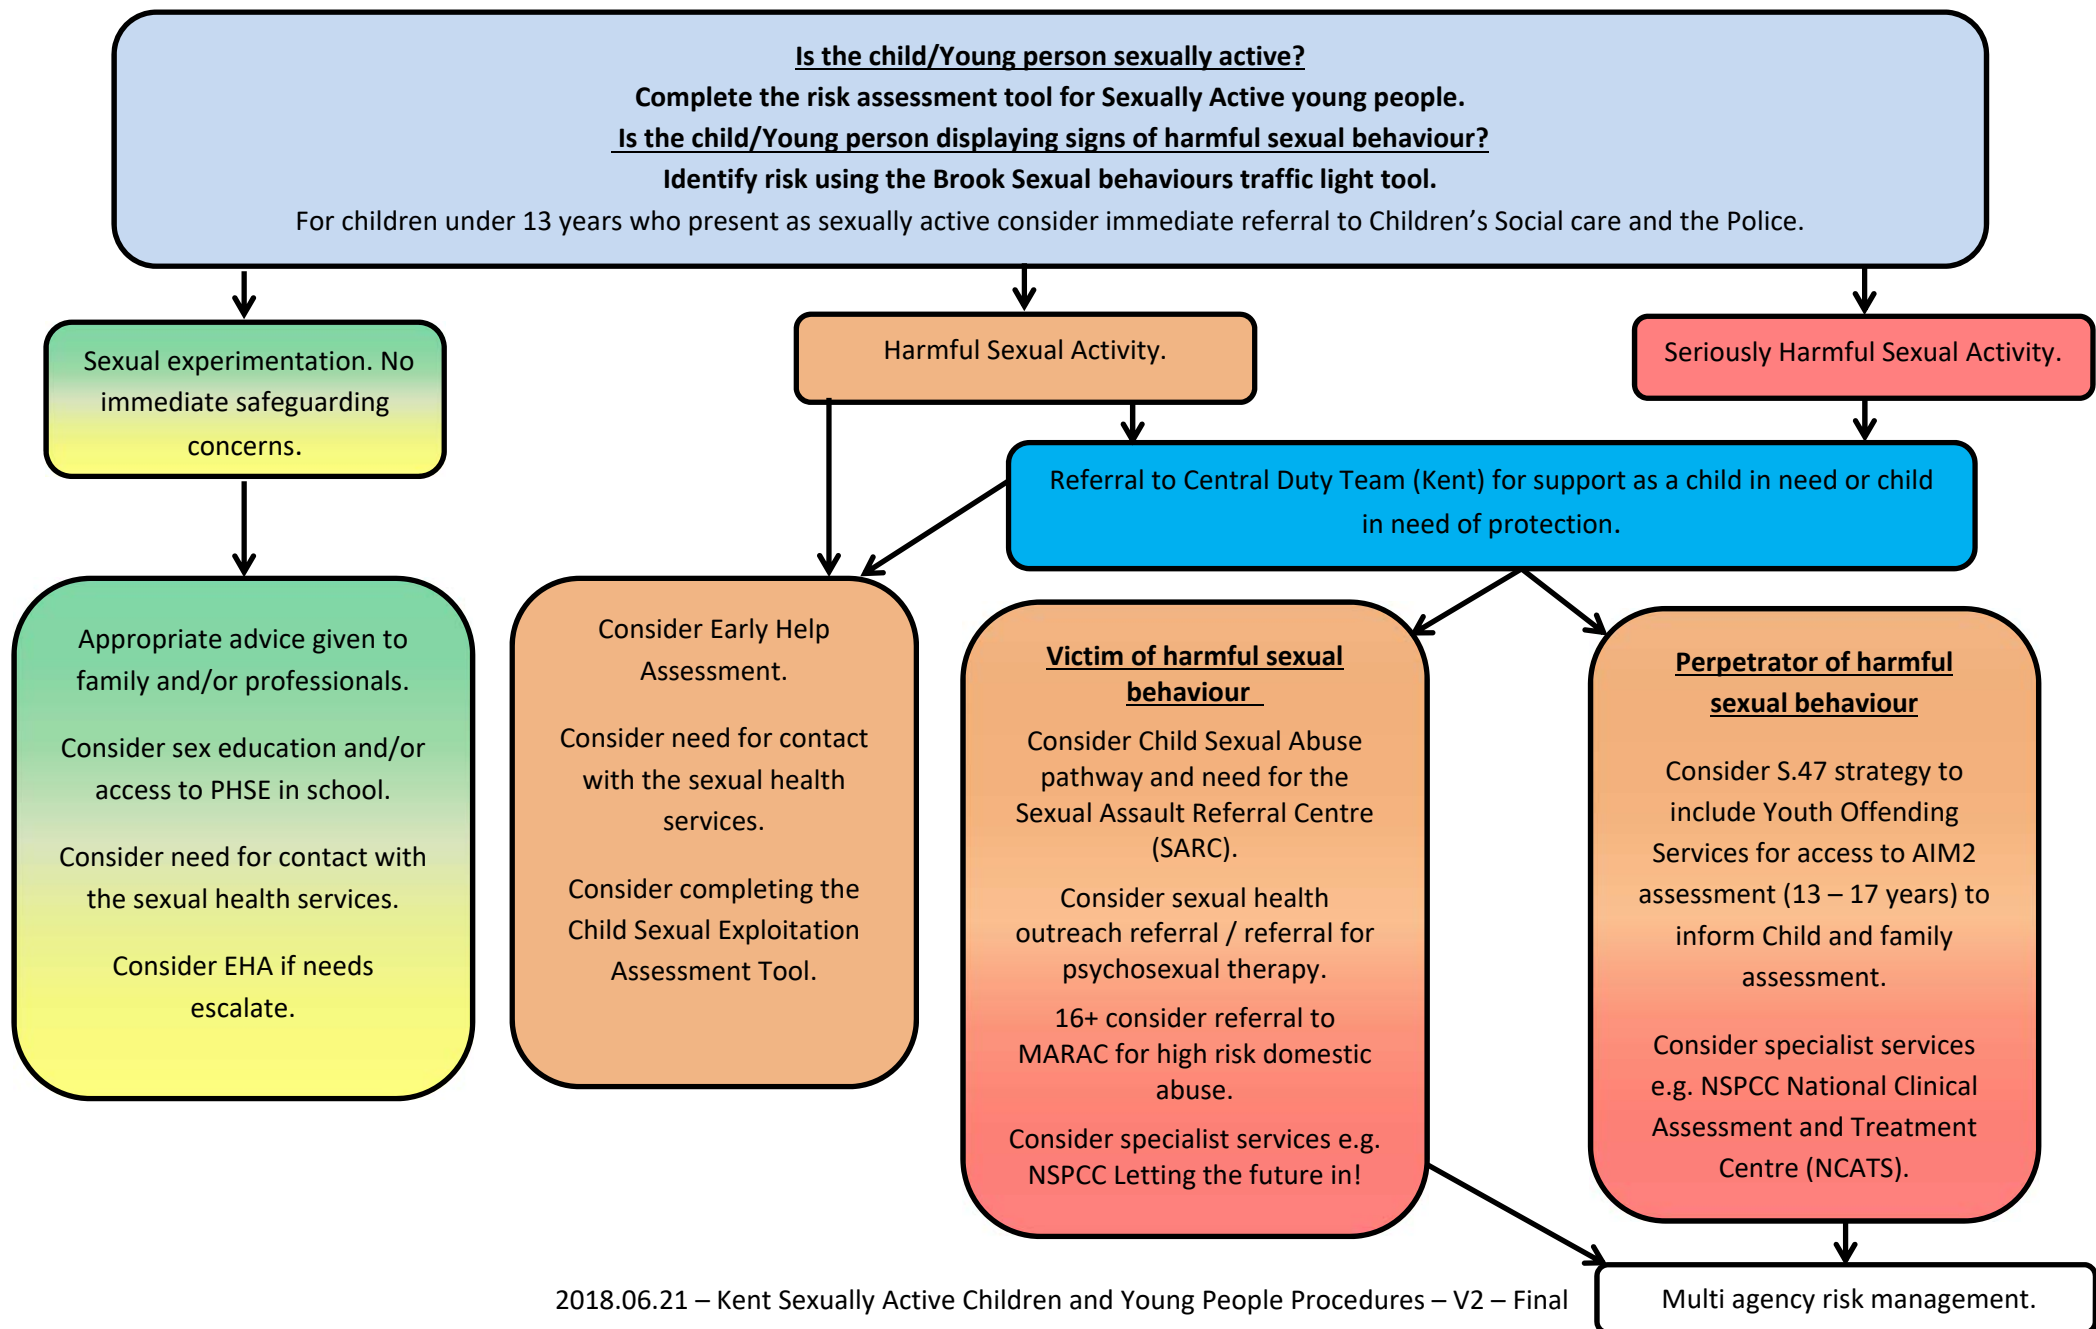 Is the child/Young person sexually active?
Complete the risk assessment tool for Sexually Active young people.
Is the child/Young person displaying signs of harmful sexual behaviour?
Identify risk using the Brook Sexual behaviours traffic light tool.
For children under 13 years who present as sexually active consider immediate referral to Children’s Social care and the Police.
Sexual experimentation. No
immediate safeguarding
concerns.
Harmful Sexual Activity.
Seriously Harmful Sexual Activity.
Referral to Central Duty Team (Kent) for support as a child in need or child
in need of protection.
Appropriate advice given to
family and/or professionals.
Consider sex education and/or
access to PHSE in school.
Consider need for contact with
the sexual health services.
Consider EHA if needs
escalate.
Consider Early Help
Assessment.
Consider need for contact
with the sexual health
services.
Consider completing the
Child Sexual Exploitation
Assessment Tool.
Victim of harmful sexual
behaviour
Consider Child Sexual Abuse
pathway and need for the
Sexual Assault Referral Centre
(SARC).
Consider sexual health
outreach referral / referral for
psychosexual therapy.
16+ consider referral to
MARAC for high risk domestic
abuse.
Consider specialist services e.g.
NSPCC Letting the future in!
Perpetrator of harmful
sexual behaviour
Consider S.47 strategy to
include Youth Offending
Services for access to AIM2
assessment (13 – 17 years) to
inform Child and family
assessment.
Consider specialist services
e.g. NSPCC National Clinical
Assessment and Treatment
Centre (NCATS).
Multi agency risk management.
2018.06.21 – Kent Sexually Active Children and Young People Procedures – V2 – Final